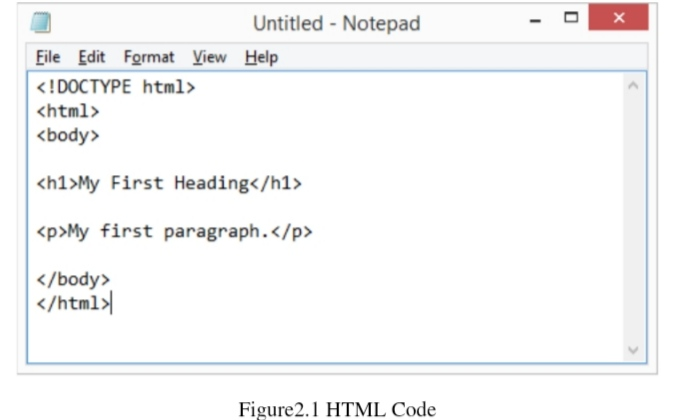 Untitled - Notepad
File Edit Format View Help
<!DOCTYPE html>
<html>
<body>
<h1>My First Heading</h1>
<p>My first paragraph.</p>
</body>
</html>
Figure2.1 HTML Code